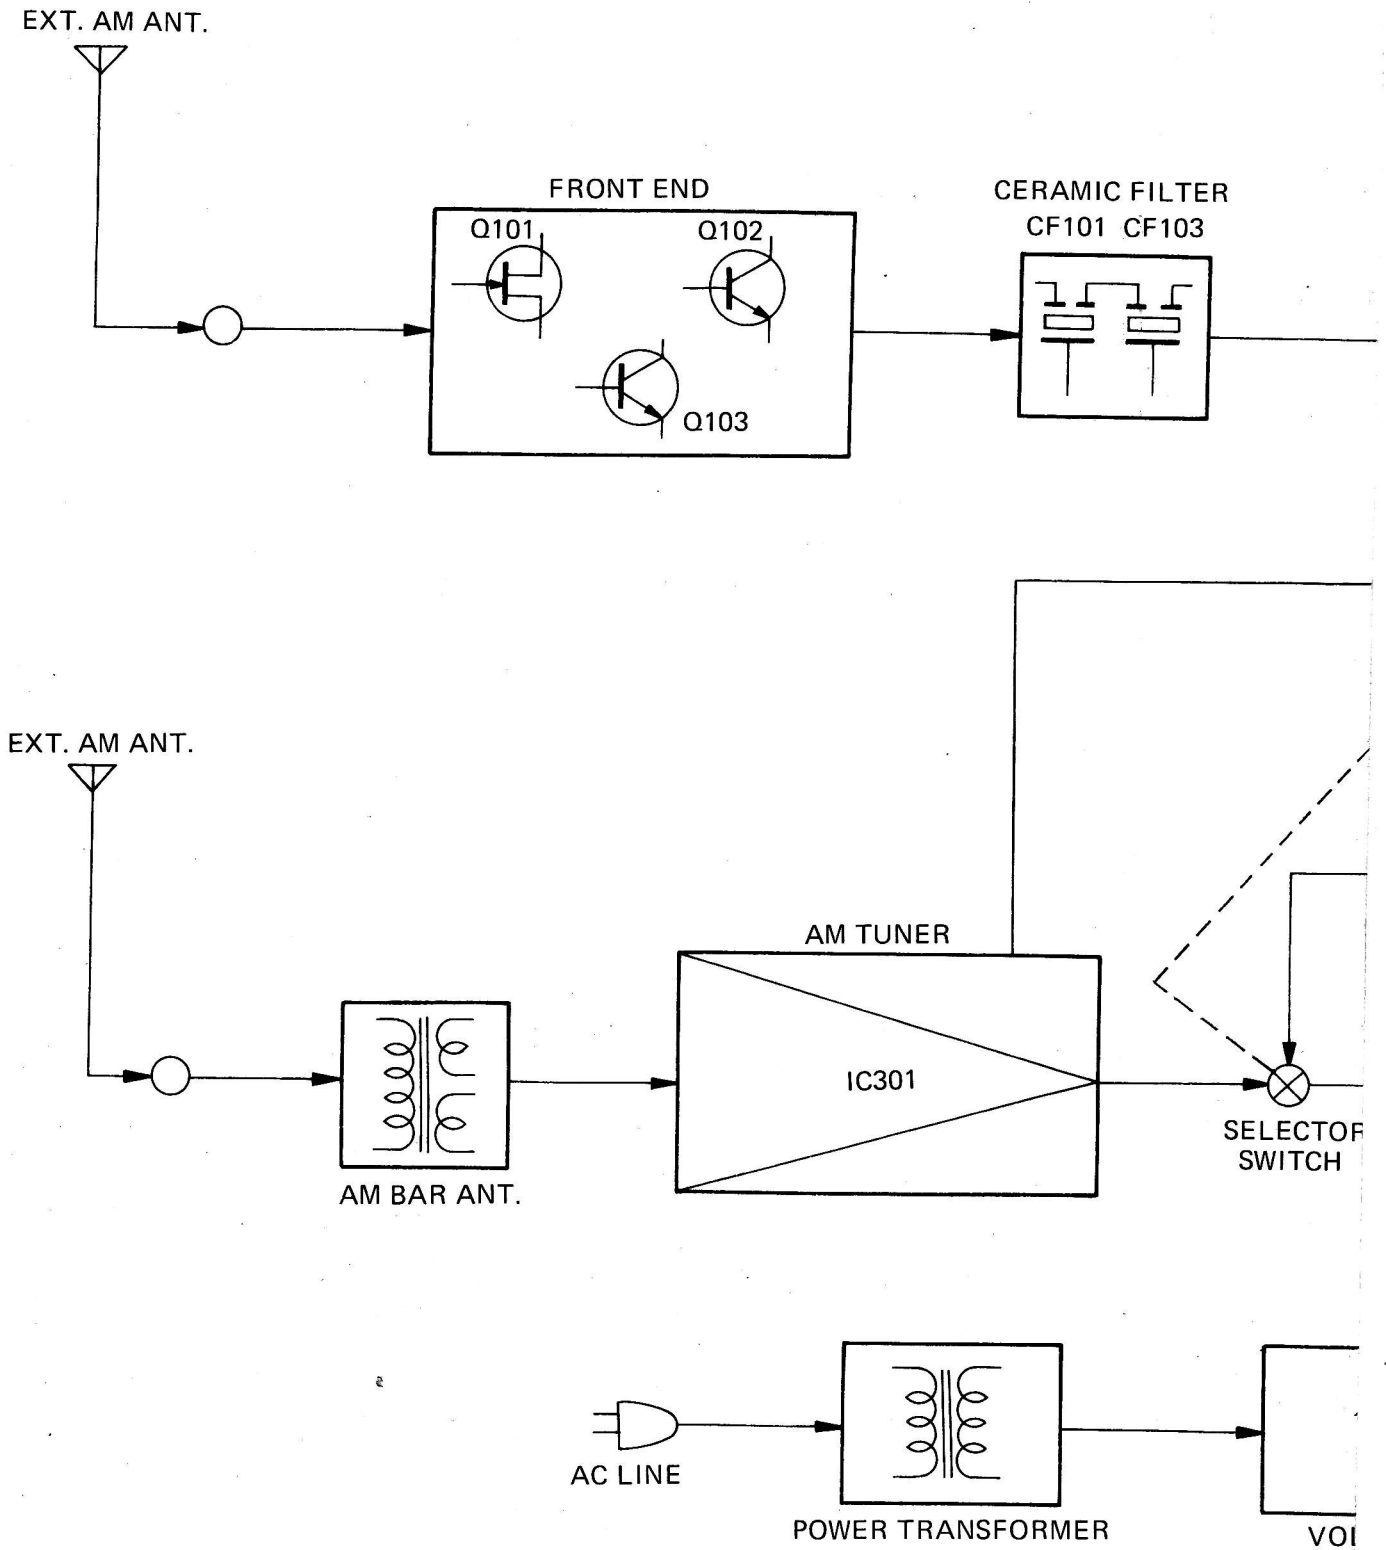 EXT. AM ANT.
FRONT END
Q101
Q102
Q103
CERAMIC FILTER
CF101 CF103
EXT. AM ANT.
AM TUNER
IC301
AM BAR ANT.
SELECTOR
SWITCH
AC LINE
POWER TRANSFORMER